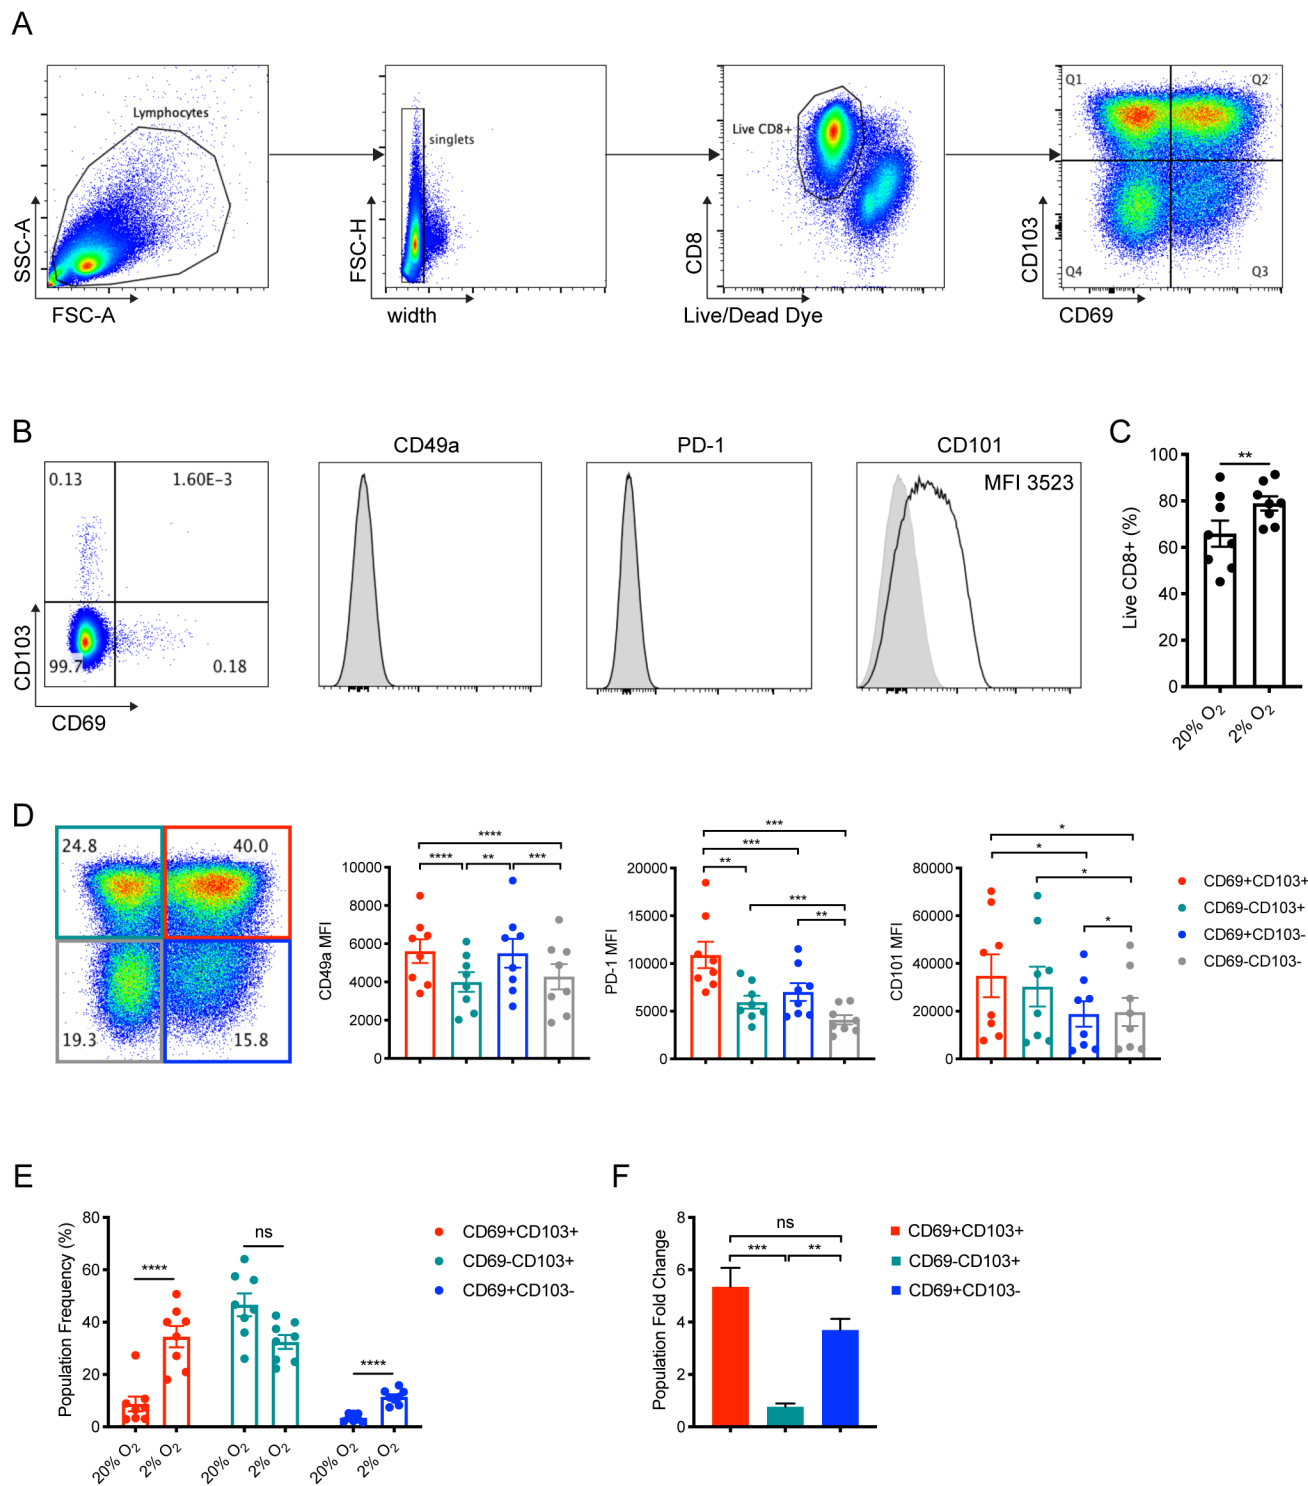 A
Lymphocytes
SSC-A
FSC-A
singlets
FSC-H
width
Live CD8+
CD8
Live/Dead Dye
Q1
Q2
Q4
Q3
CD103
CD69
B
0.13
1.60E-3
99.7
0.18
CD103
CD69
CD49a
PD-1
CD101
MFI 3523
C
**
100
80
60
40
20
0
Live CD8+ (%)
20% O2
2% O2
D
24.8
40.0
19.3
15.8
****
**** ** ***
10000
8000
6000
4000
2000
0
CD49a MFI
***
***
**
***
**
20000
15000
10000
5000
0
PD-1 MFI
*
*
*
*
80000
60000
40000
20000
0
CD101 MFI
CD69+CD103+
CD69-CD103+
CD69+CD103-
CD69-CD103-
E
80
60
40
20
0
Population Frequency (%)
****
ns
****
20% O2
2% O2
20% O2
2% O2
20% O2
2% O2
CD69+CD103+
CD69-CD103+
CD69+CD103-
F
8
6
4
2
0
Population Fold Change
ns
*** **
CD69+CD103+
CD69-CD103+
CD69+CD103-